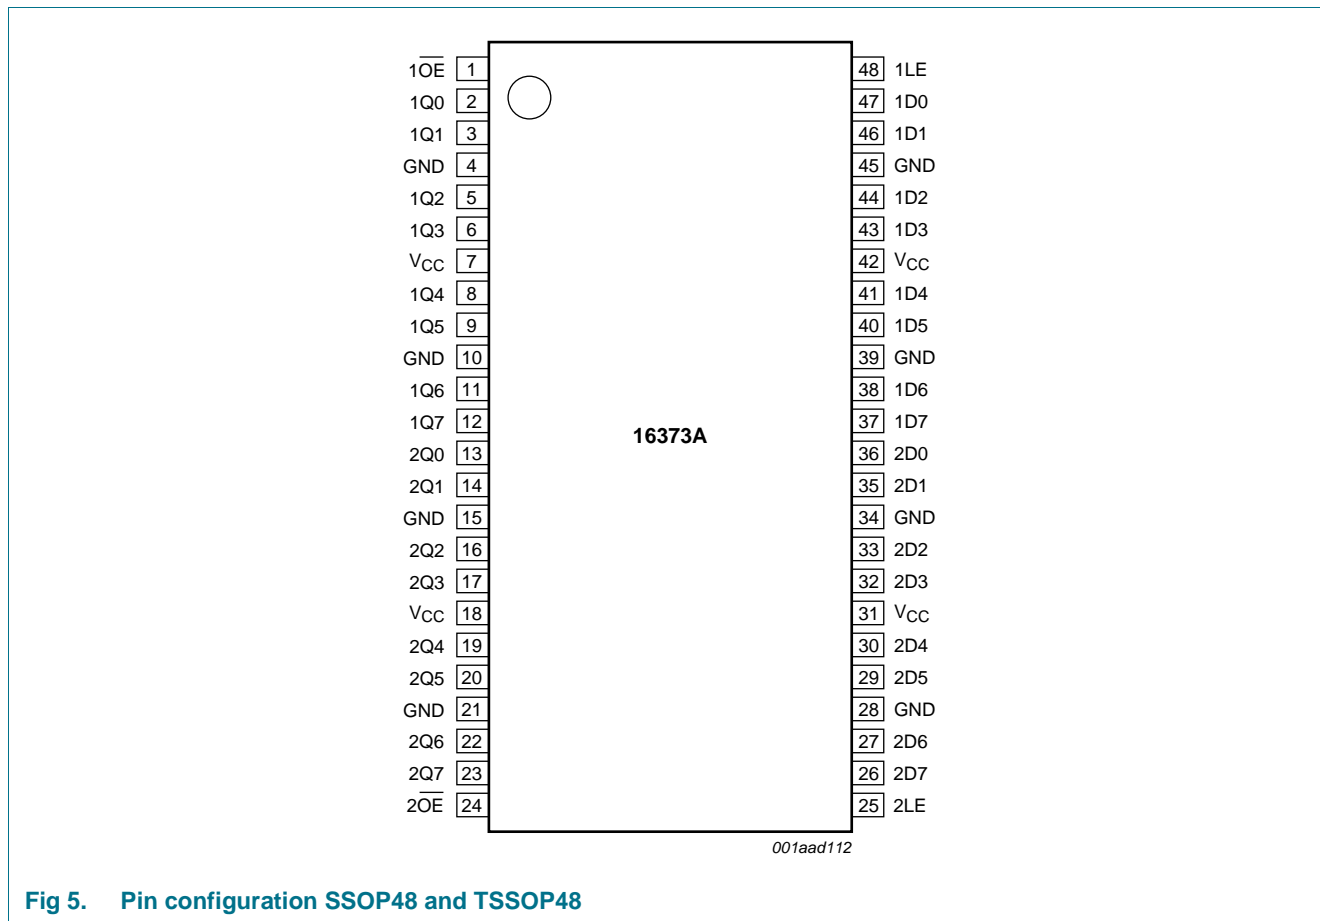 1O̅E̅ 1 48 1LE
1Q0 2 47 1D0
1Q1 3 46 1D1
GND 4 45 GND
1Q2 5 44 1D2
1Q3 6 43 1D3
VCC 7 42 VCC
1Q4 8 41 1D4
1Q5 9 40 1D5
GND 10 39 GND
1Q6 11 38 1D6
1Q7 12 37 1D7
16373A
2Q0 13 36 2D0
2Q1 14 35 2D1
GND 15 34 GND
2Q2 16 33 2D2
2Q3 17 32 2D3
VCC 18 31 VCC
2Q4 19 30 2D4
2Q5 20 29 2D5
GND 21 28 GND
2Q6 22 27 2D6
2Q7 23 26 2D7
2O̅E̅ 24 25 2LE
001aad112
Fig 5. Pin configuration SSOP48 and TSSOP48